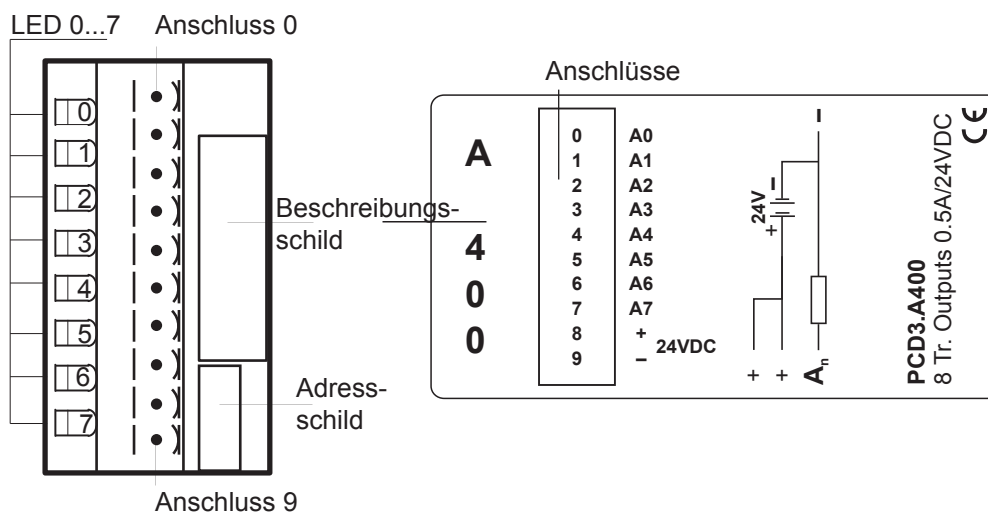 LED 0...7
Anschluss 0
0
1
2
3
4
5
6
7
Beschreibungs-
schild
Adress-
schild
Anschluss 9
Anschlüsse
A
4
0
0
0 A0
1 A1
2 A2
3 A3
4 A4
5 A5
6 A6
7 A7
8 +
9 –
24VDC
24V
–
+
–
+ + An
PCD3.A400
8 Tr. Outputs 0.5A/24VDC
CE